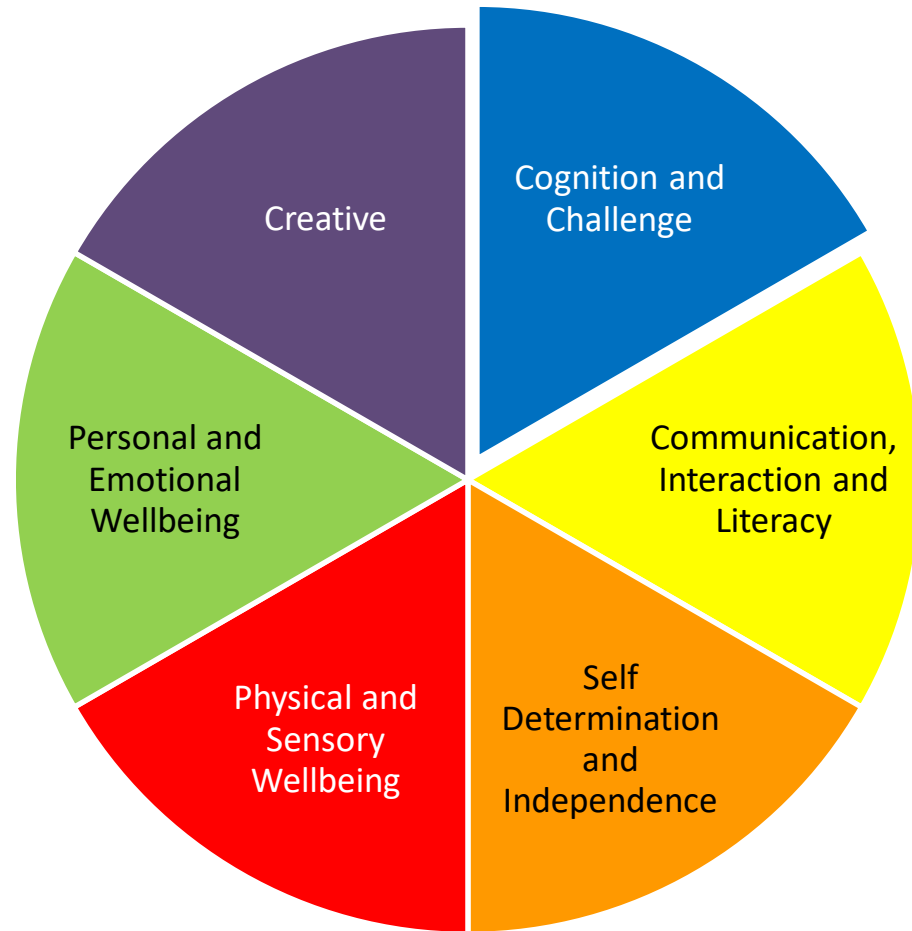 Cognition and
Challenge
Communication,
Interaction and
Literacy
Self
Determination
and
Independence
Physical and
Sensory
Wellbeing
Personal and
Emotional
Wellbeing
Creative